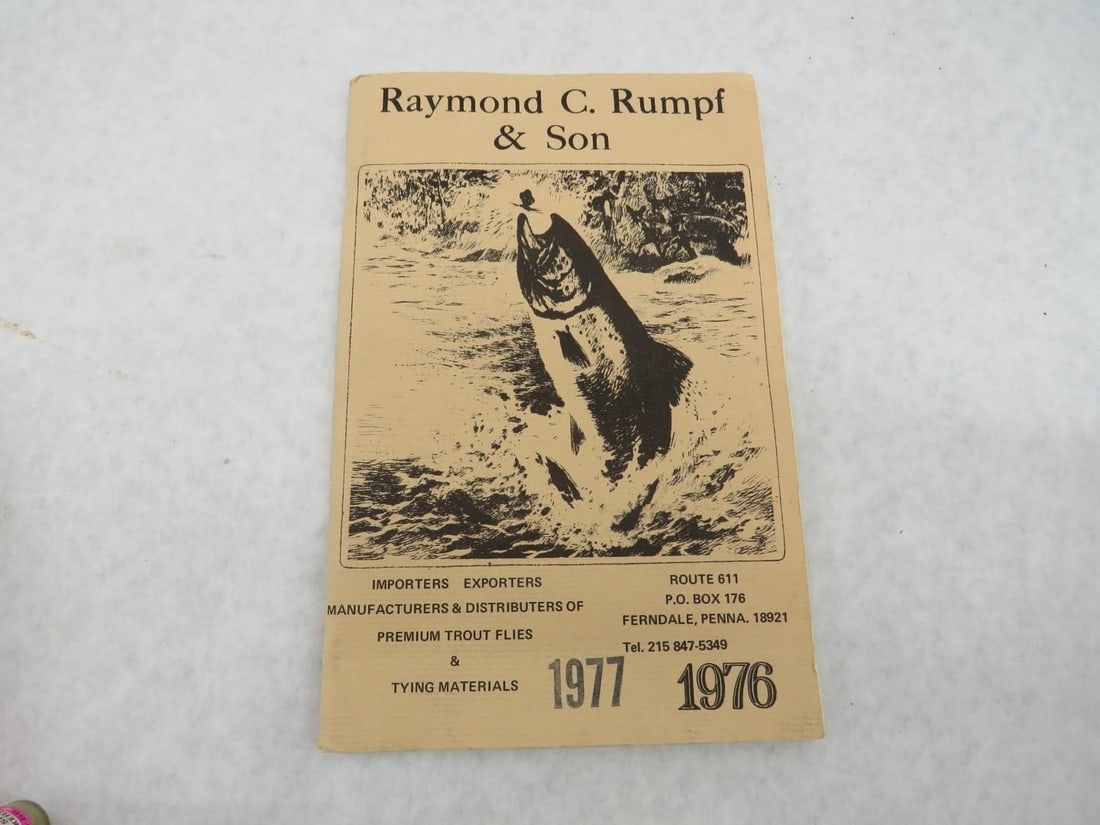 Raymond C. Rumpf
& Son
IMPORTERS EXPORTERS
MANUFACTURERS & DISTRIBUTERS OF
PREMIUM TROUT FLIES
&
TYING MATERIALS
ROUTE 611
P.O. BOX 176
FERNDALE, PENNA. 18921
Tel. 215 847-5349
1977
1976